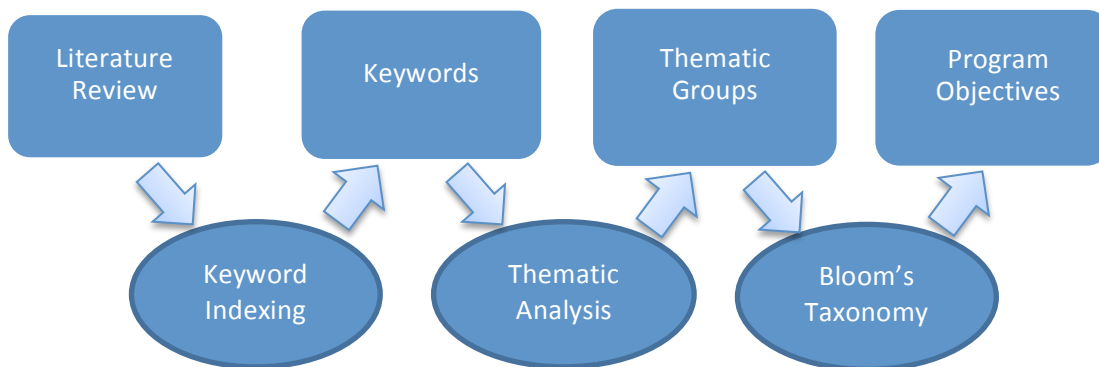 Literature
Review
Keywords
Thematic
Groups
Program
Objectives
Keyword
Indexing
Thematic
Analysis
Bloom's
Taxonomy